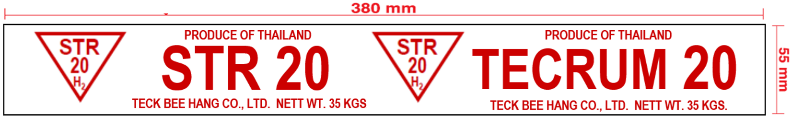 380 mm
STR
20
H2
PRODUCE OF THAILAND
STR 20
TECK BEE HANG CO., LTD. NETT WT. 35 KGS
STR
20
H2
PRODUCE OF THAILAND
TECRUM 20
TECK BEE HANG CO., LTD. NETT WT. 35 KGS.
55 mm